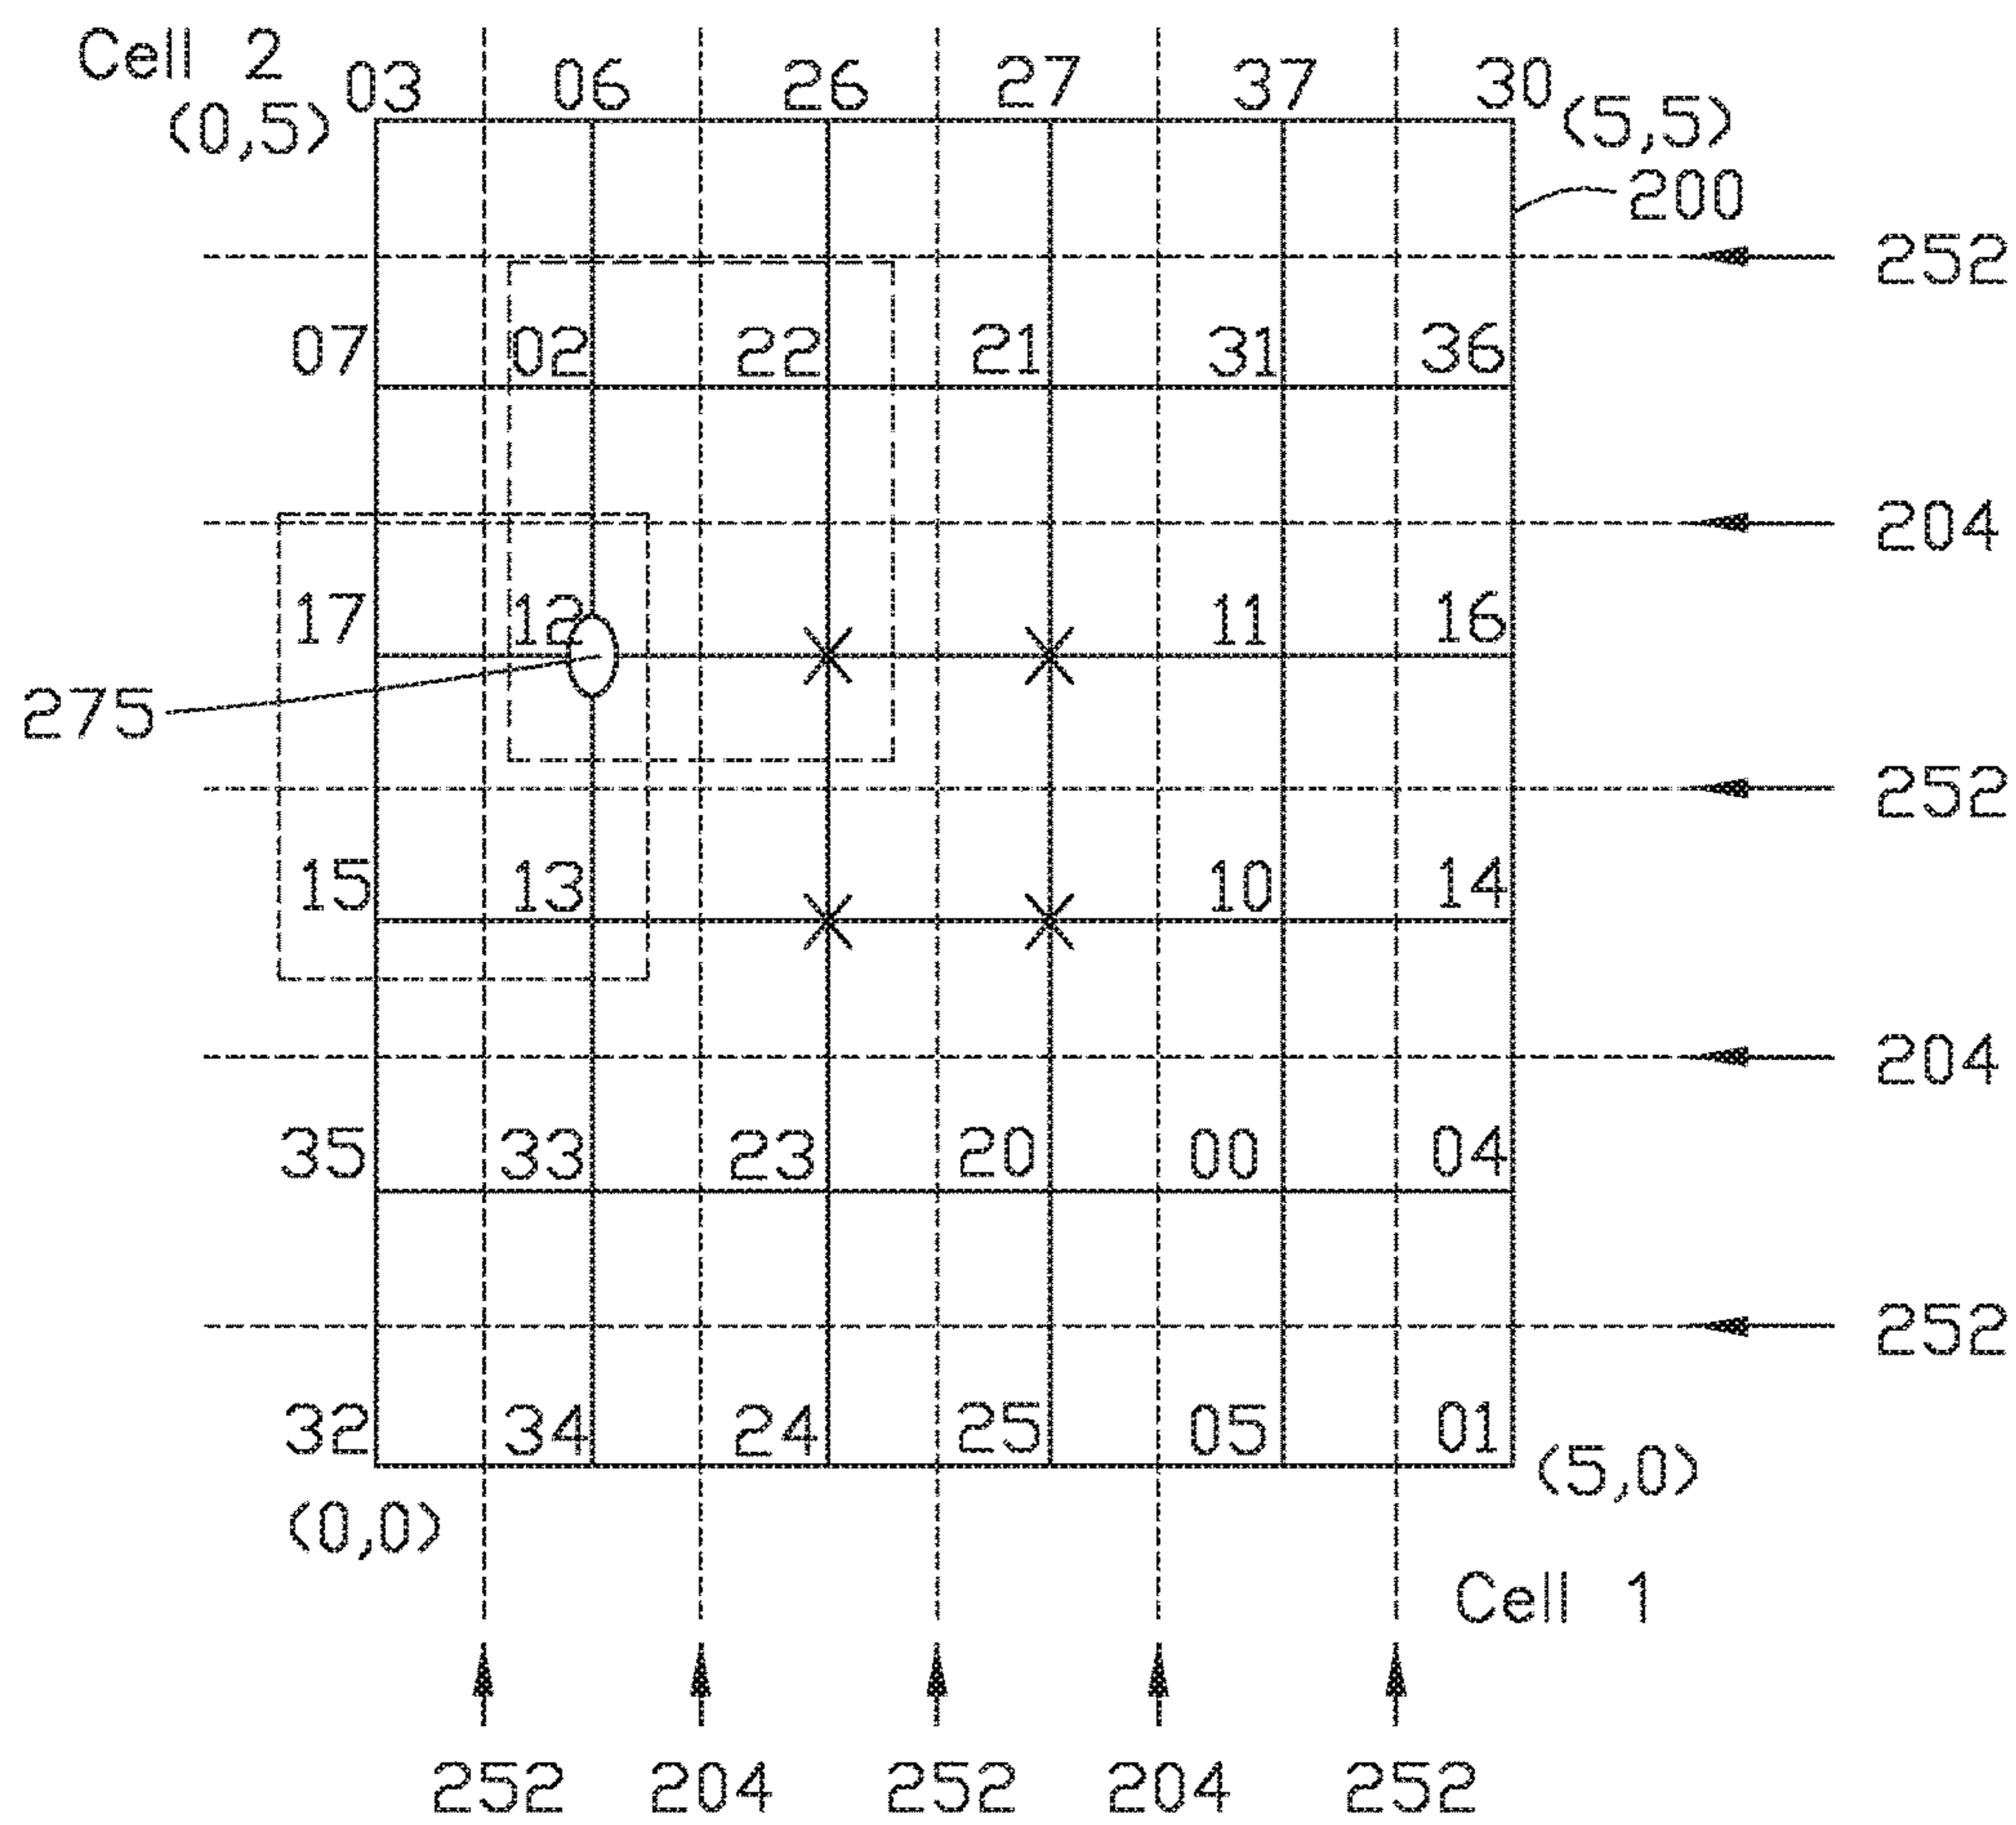 Cell 2
03 06 26 27 37 30
(0,5) (5,5)
200
252
07 02 22 21 31 36
204
17 12 11 16
275
252
15 13 10 14
204
35 33 23 20 00 04
252
32 34 24 25 05 01
(0,0) (5,0)
Cell 1
252 204 252 204 252